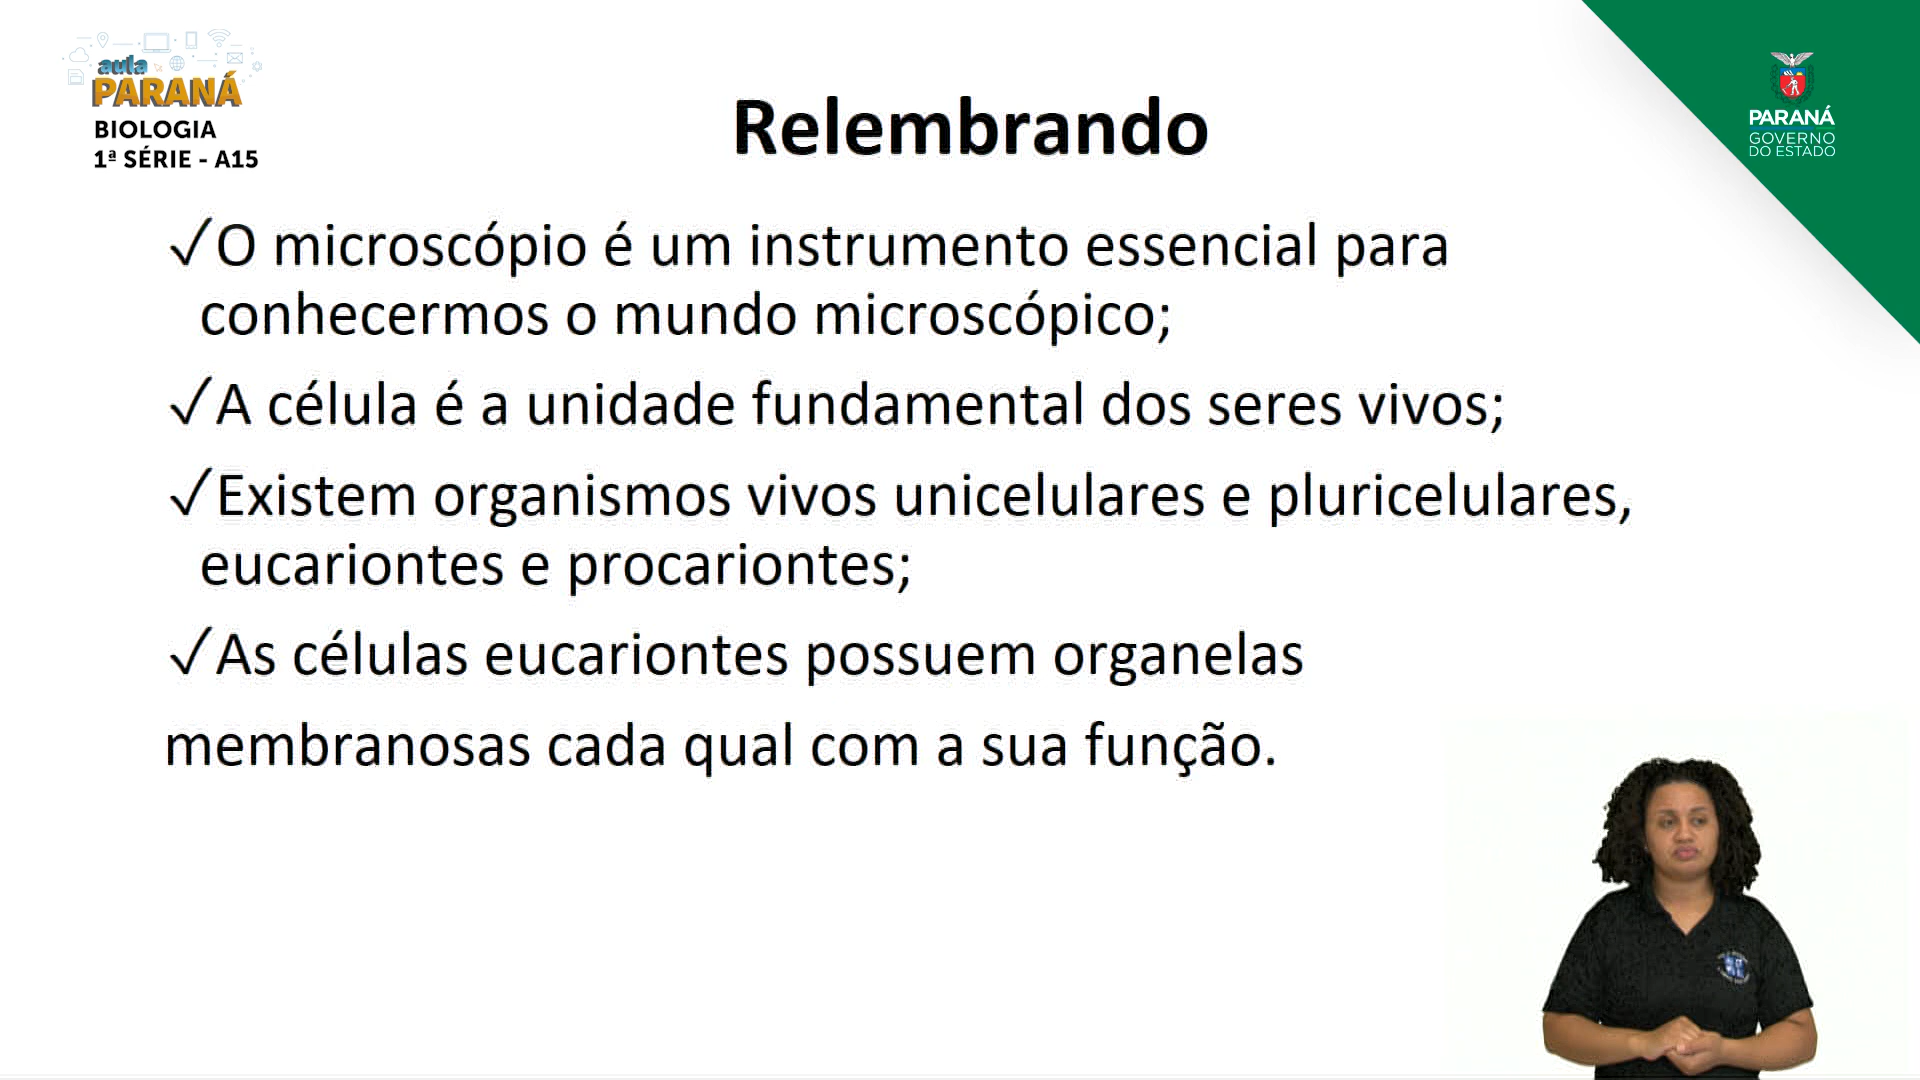 aula
PARANÁ
BIOLOGIA
1ª SÉRIE - A15
PARANÁ
GOVERNO
DO ESTADO
Relembrando
✓O microscópio é um instrumento essencial para
conhecermos o mundo microscópico;
✓A célula é a unidade fundamental dos seres vivos;
✓Existem organismos vivos unicelulares e pluricelulares,
eucariontes e procariontes;
✓As células eucariontes possuem organelas
membranosas cada qual com a sua função.